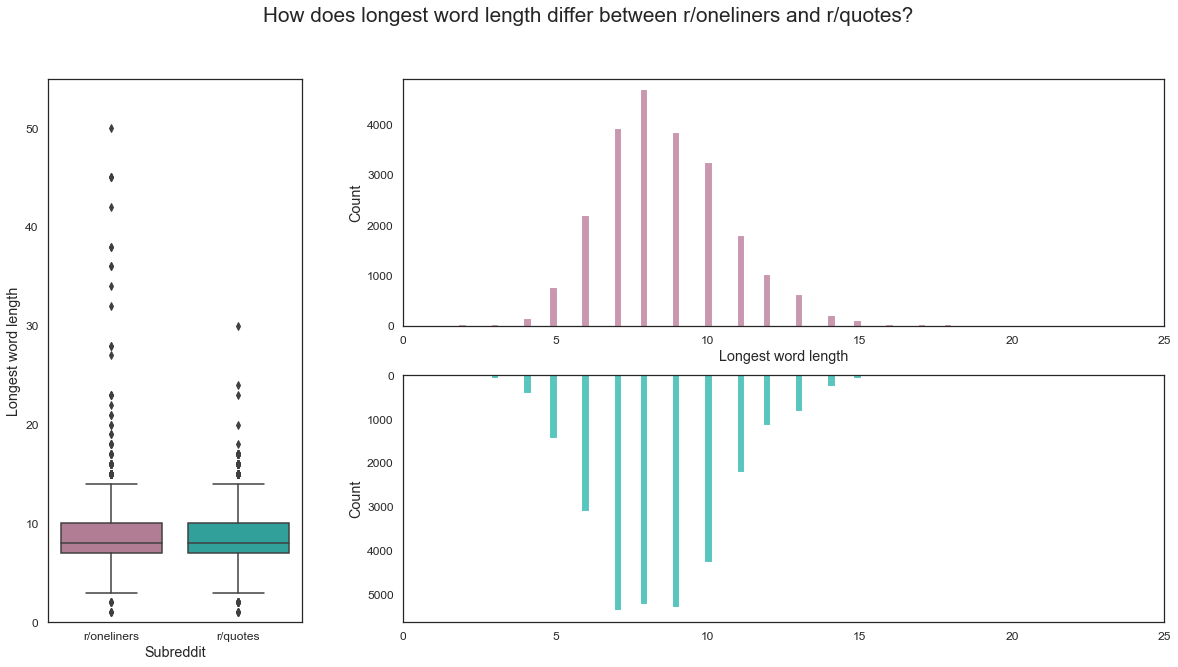 How does longest word length differ between r/oneliners and r/quotes?
50
40
30
20
10
0
Longest word length
r/oneliners r/quotes
Subreddit
4000
3000
2000
1000
0
Count
0 5 10 15 20 25
Longest word length
0
1000
2000
3000
4000
5000
Count
0 5 10 15 20 25